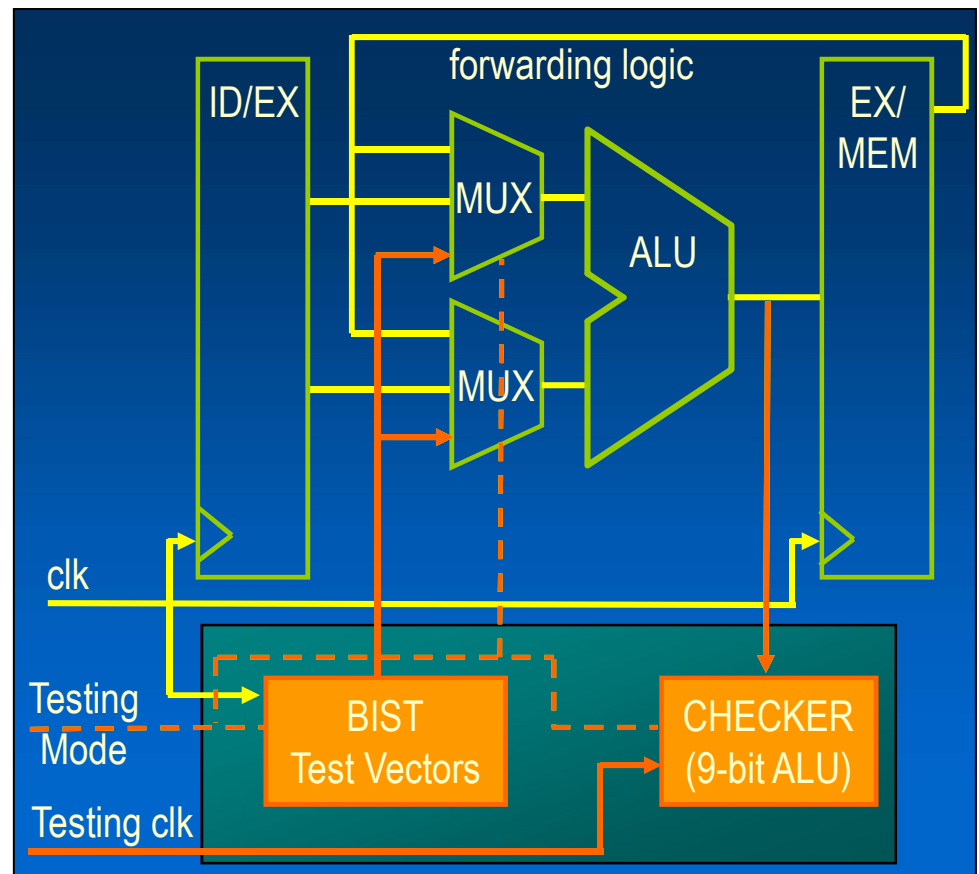 forwarding logic
ID/EX
EX/
MEM
MUX
ALU
MUX
clk
Testing
Mode
BIST
Test Vectors
CHECKER
(9-bit ALU)
Testing clk